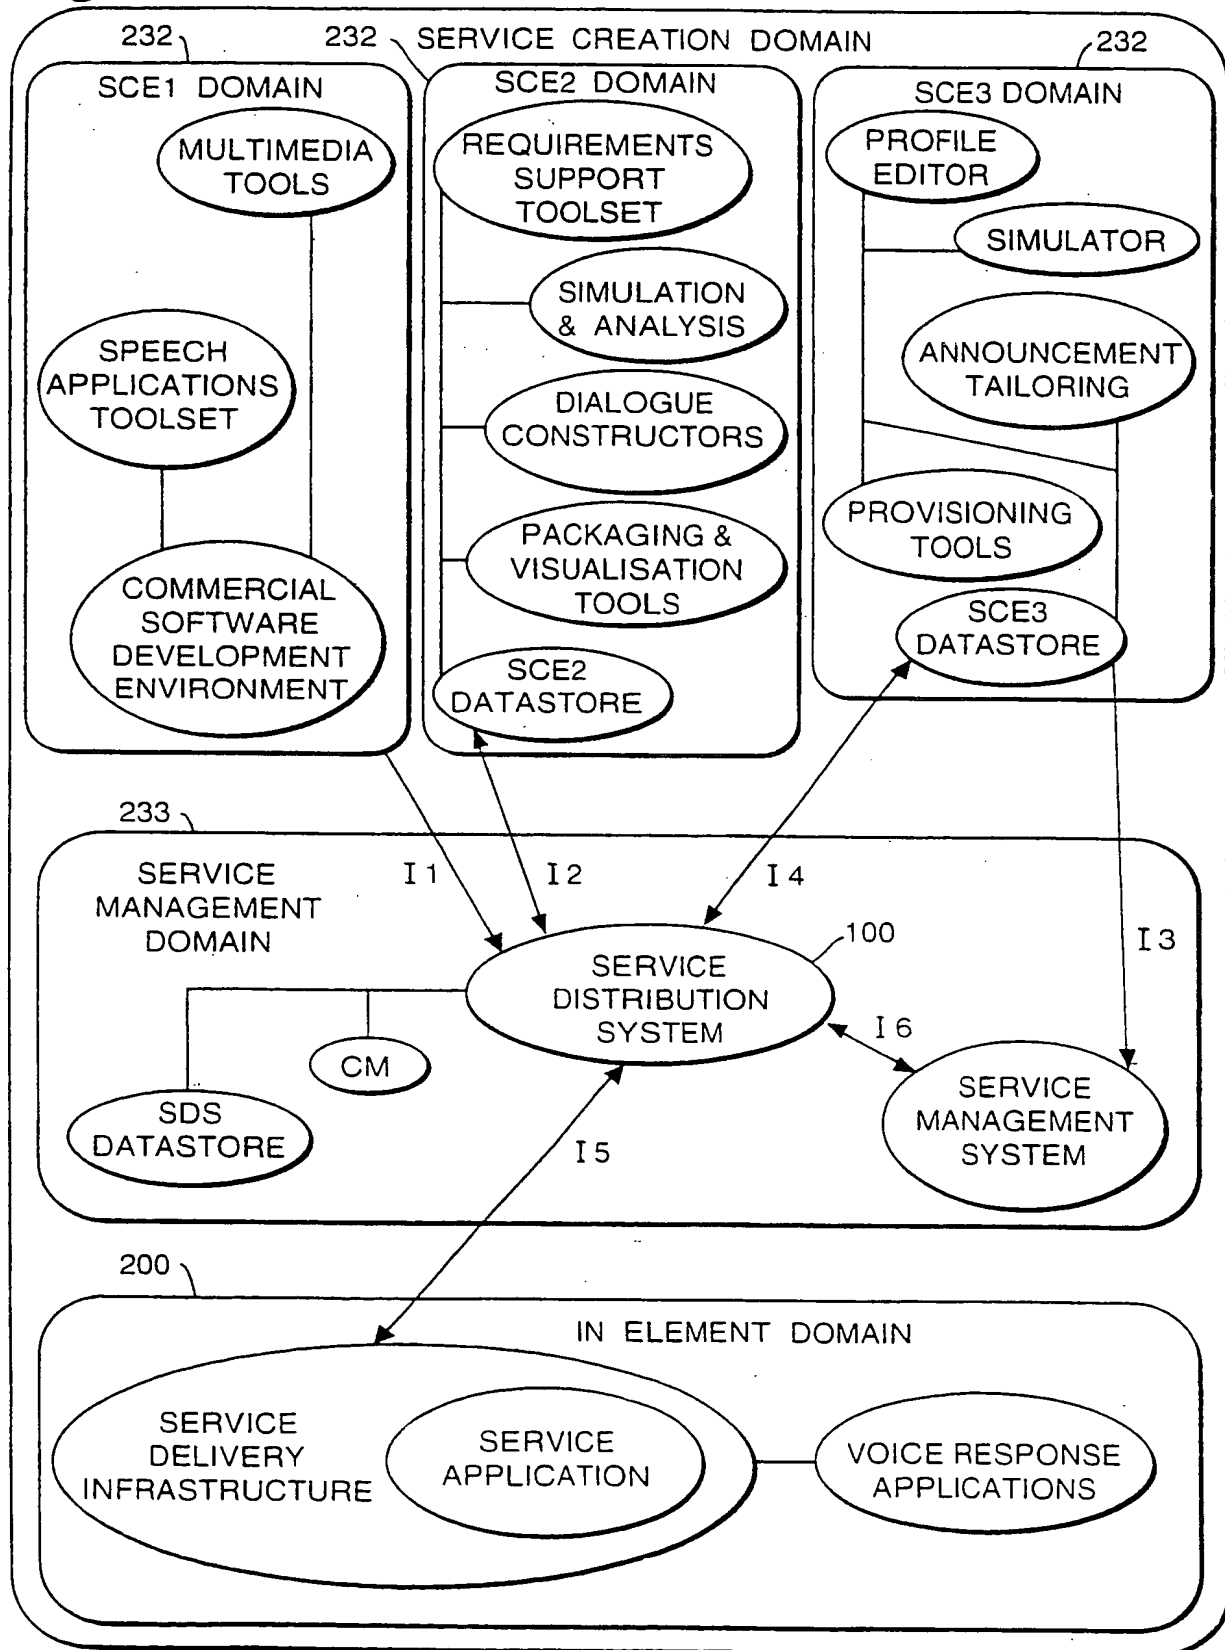 232
232
SERVICE CREATION DOMAIN
232
SCE1 DOMAIN
MULTIMEDIA
TOOLS
SPEECH
APPLICATIONS
TOOLSET
COMMERCIAL
SOFTWARE
DEVELOPMENT
ENVIRONMENT
SCE2 DOMAIN
REQUIREMENTS
SUPPORT
TOOLSET
SIMULATION
& ANALYSIS
DIALOGUE
CONSTRUCTORS
PACKAGING &
VISUALISATION
TOOLS
SCE2
DATASTORE
SCE3 DOMAIN
PROFILE
EDITOR
SIMULATOR
ANNOUNCEMENT
TAILORING
PROVISIONING
TOOLS
SCE3
DATASTORE
233
SERVICE
MANAGEMENT
DOMAIN
I1
I2
I4
I3
100
SERVICE
DISTRIBUTION
SYSTEM
I6
CM
SDS
DATASTORE
SERVICE
MANAGEMENT
SYSTEM
I5
200
IN ELEMENT DOMAIN
SERVICE
DELIVERY
INFRASTRUCTURE
SERVICE
APPLICATION
VOICE RESPONSE
APPLICATIONS